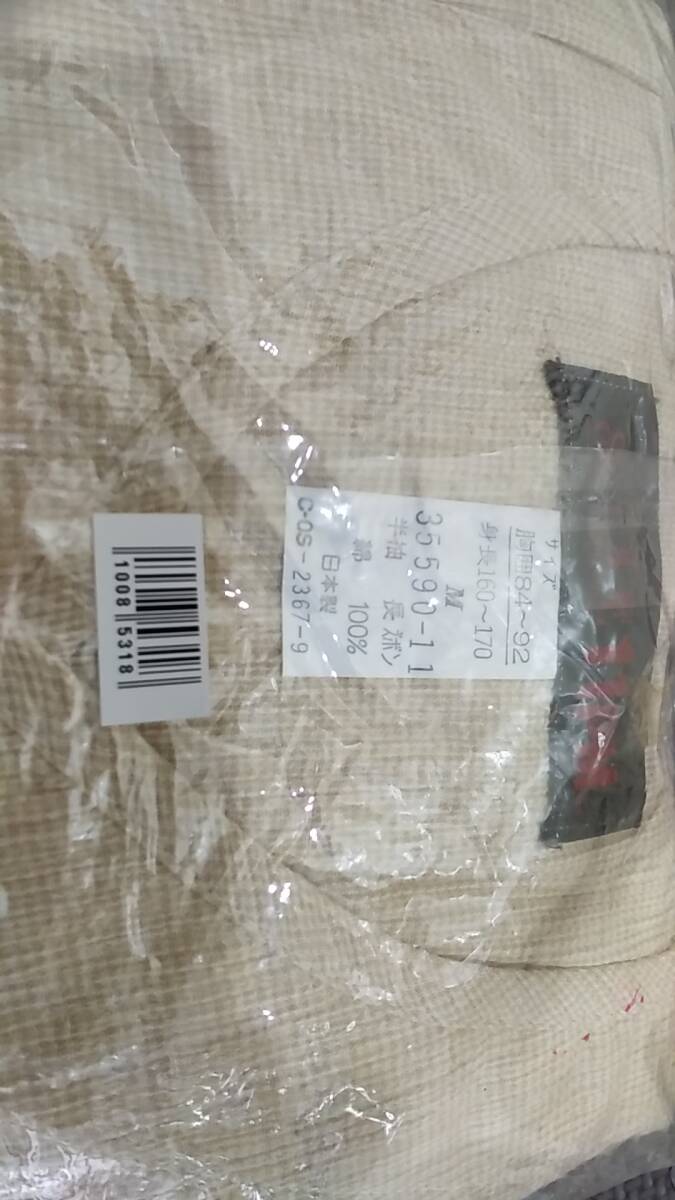 サイズ
胸囲84～92
身長160～170
M
35590-11
半袖 長ズボン
綿 100%
日本製
C-OS-2367-9
1008 5318